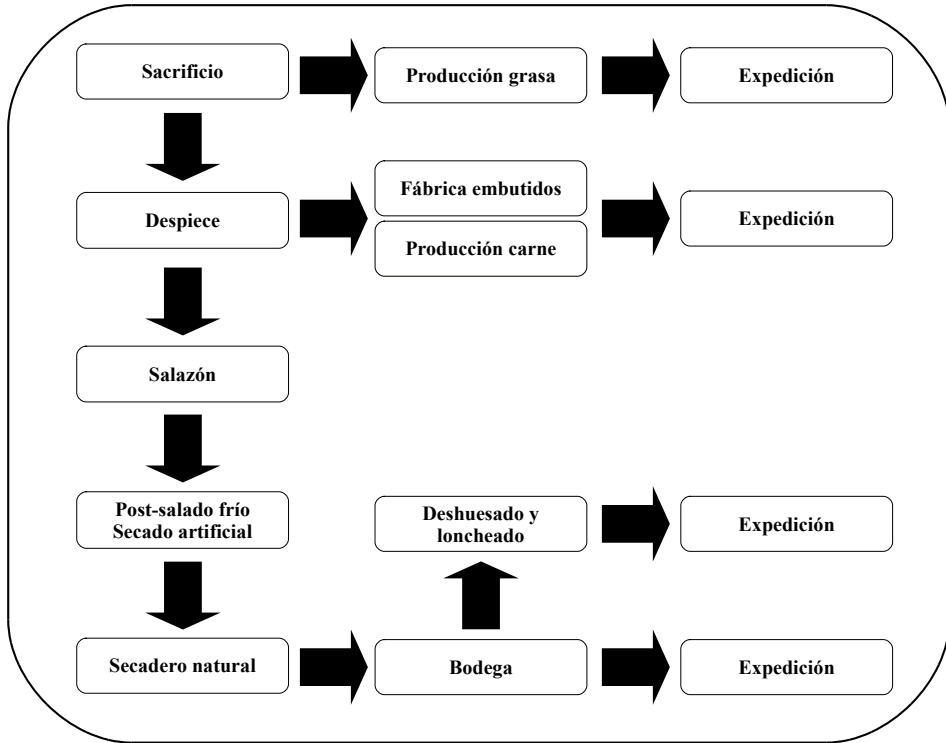 Sacrificio
Producción grasa
Expedición
Despiece
Fábrica embutidos
Producción carne
Expedición
Salazón
Post-salado frío
Secado artificial
Deshuesado y
loncheado
Expedición
Secadero natural
Bodega
Expedición